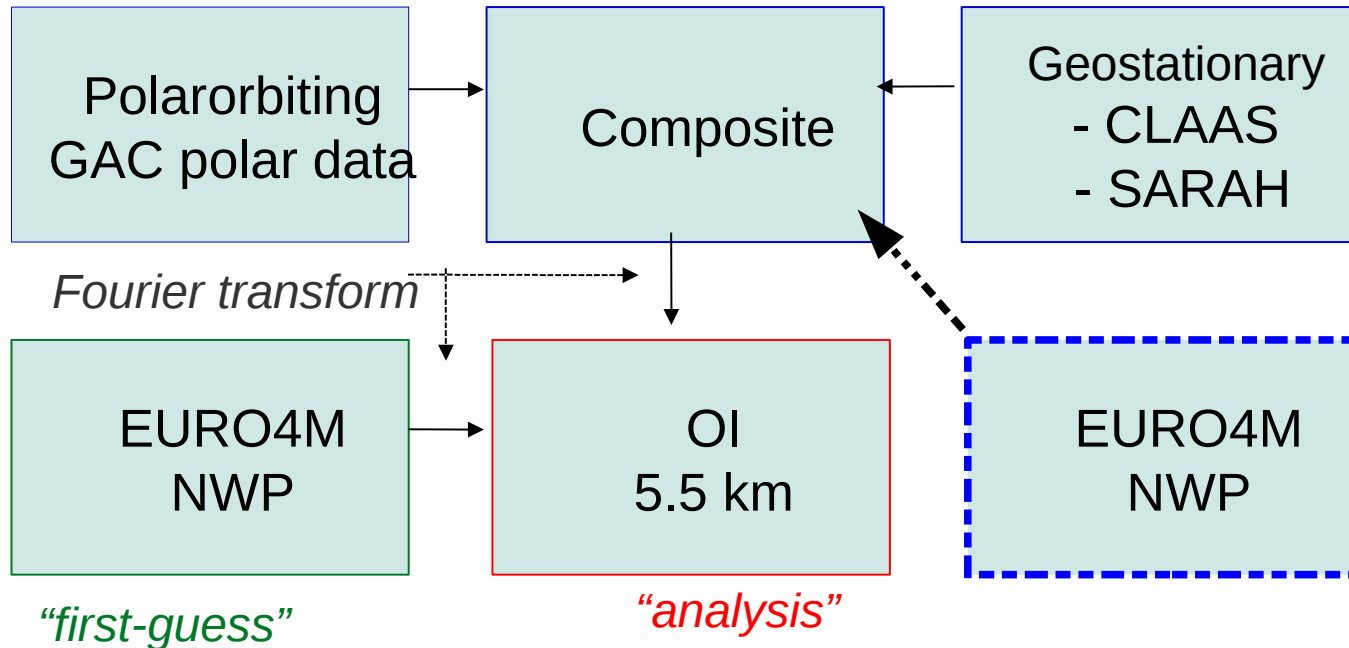 Polarorbiting
GAC polar data
Composite
Geostationary
- CLAAS
- SARAH
Fourier transform
EURO4M
NWP
OI
5.5 km
EURO4M
NWP
“first-guess”
“analysis”